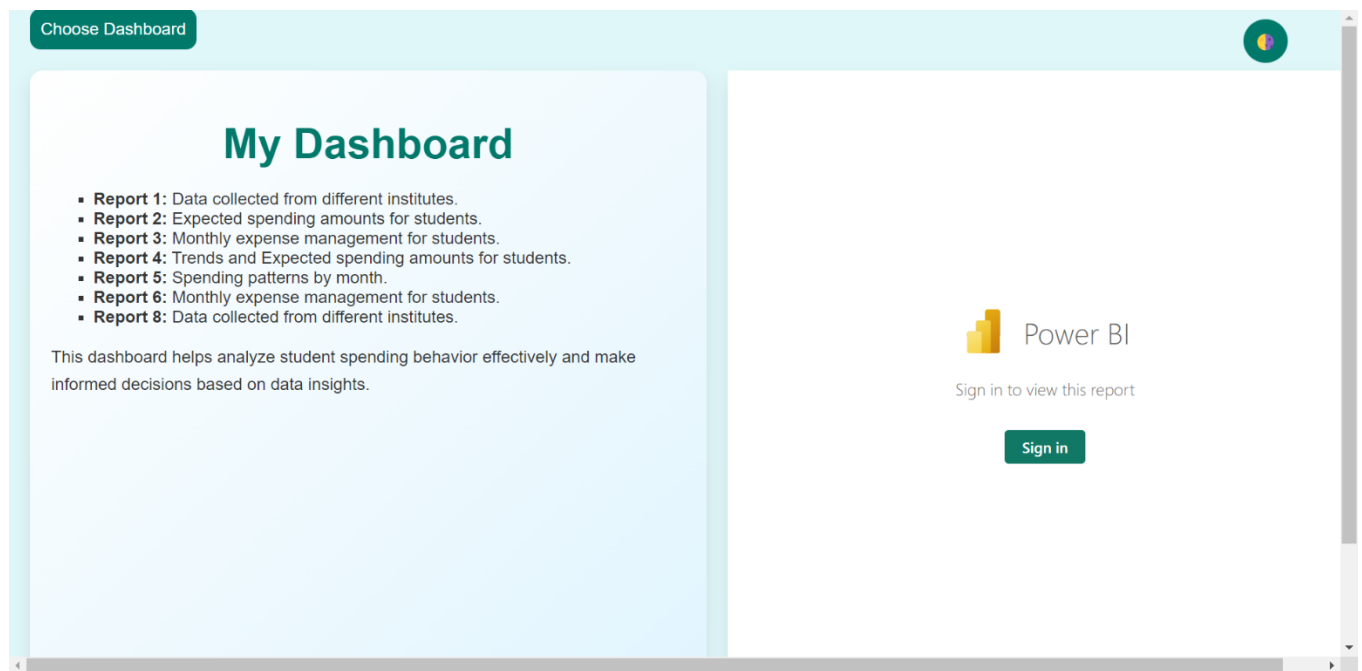 Choose Dashboard
My Dashboard
Report 1: Data collected from different institutes.
Report 2: Expected spending amounts for students.
Report 3: Monthly expense management for students.
Report 4: Trends and Expected spending amounts for students.
Report 5: Spending patterns by month.
Report 6: Monthly expense management for students.
Report 8: Data collected from different institutes.
This dashboard helps analyze student spending behavior effectively and make
informed decisions based on data insights.
Power BI
Sign in to view this report
Sign in